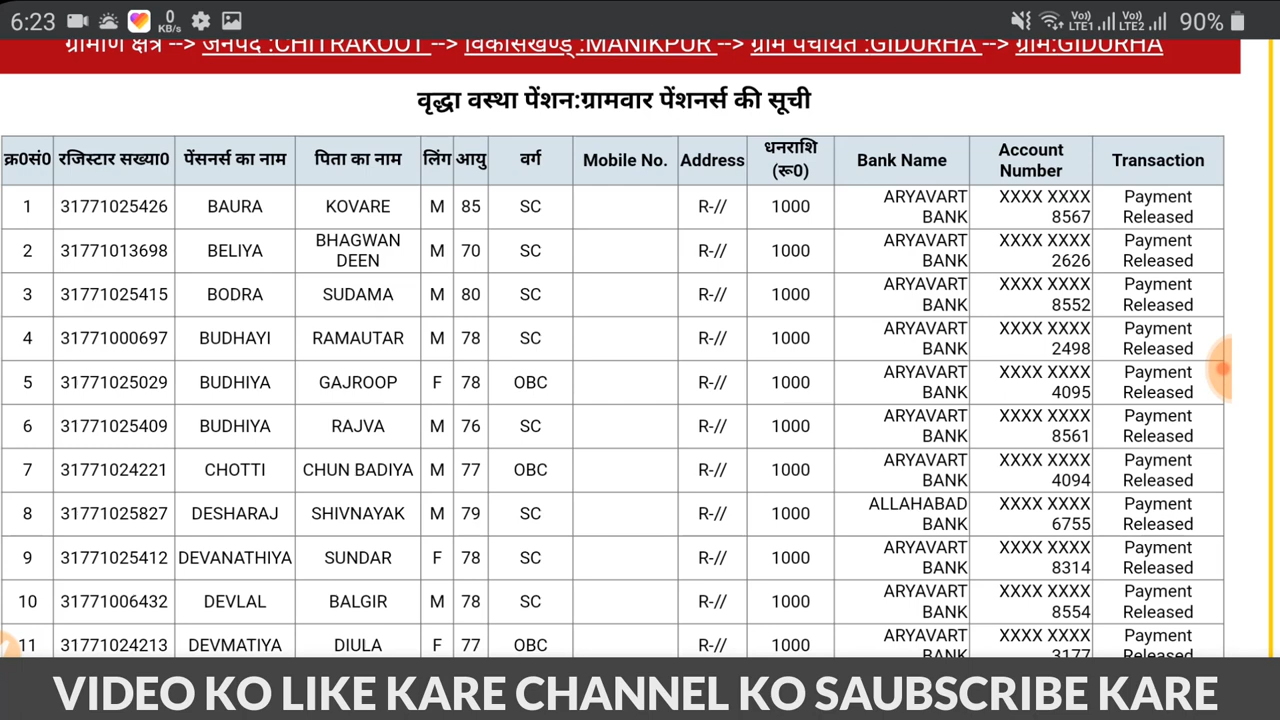 6:23 0 KB/s Vo) LTE1 Vo) LTE2 90%
ग्रामीण क्षेत्र --> जनपद :CHITRAKOOT --> विकासखण्ड :MANIKPUR --> ग्राम पंचायत :GIDURHA --> ग्राम:GIDURHA
वृद्धा वस्था पेंशन:ग्रामवार पेंशनर्स की सूची
क्र0सं0 रजिस्टार सख्या0 पेंसनर्स का नाम पिता का नाम लिंग आयु वर्ग Mobile No. Address धनराशि (रू0) Bank Name Account Number Transaction
1 31771025426 BAURA KOVARE M 85 SC R-// 1000 ARYAVART BANK XXXX XXXX 8567 Payment Released
2 31771013698 BELIYA BHAGWAN DEEN M 70 SC R-// 1000 ARYAVART BANK XXXX XXXX 2626 Payment Released
3 31771025415 BODRA SUDAMA M 80 SC R-// 1000 ARYAVART BANK XXXX XXXX 8552 Payment Released
4 31771000697 BUDHAYI RAMAUTAR M 78 SC R-// 1000 ARYAVART BANK XXXX XXXX 2498 Payment Released
5 31771025029 BUDHIYA GAJROOP F 78 OBC R-// 1000 ARYAVART BANK XXXX XXXX 4095 Payment Released
6 31771025409 BUDHIYA RAJVA M 76 SC R-// 1000 ARYAVART BANK XXXX XXXX 8561 Payment Released
7 31771024221 CHOTTI CHUN BADIYA M 77 OBC R-// 1000 ARYAVART BANK XXXX XXXX 4094 Payment Released
8 31771025827 DESHARAJ SHIVNAYAK M 79 SC R-// 1000 ALLAHABAD BANK XXXX XXXX 6755 Payment Released
9 31771025412 DEVANATHIYA SUNDAR F 78 SC R-// 1000 ARYAVART BANK XXXX XXXX 8314 Payment Released
10 31771006432 DEVLAL BALGIR M 78 SC R-// 1000 ARYAVART BANK XXXX XXXX 8554 Payment Released
11 31771024213 DEVMATIYA DIULA F 77 OBC R-// 1000 ARYAVART BANK XXXX XXXX 3177 Payment Released
VIDEO KO LIKE KARE CHANNEL KO SAUBSCRIBE KARE